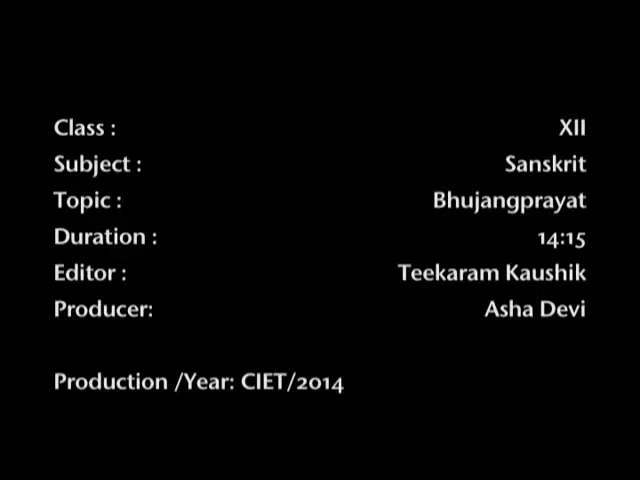 Class : XII
Subject : Sanskrit
Topic : Bhujangprayat
Duration : 14:15
Editor : Teekaram Kaushik
Producer: Asha Devi
Production /Year: CIET/2014